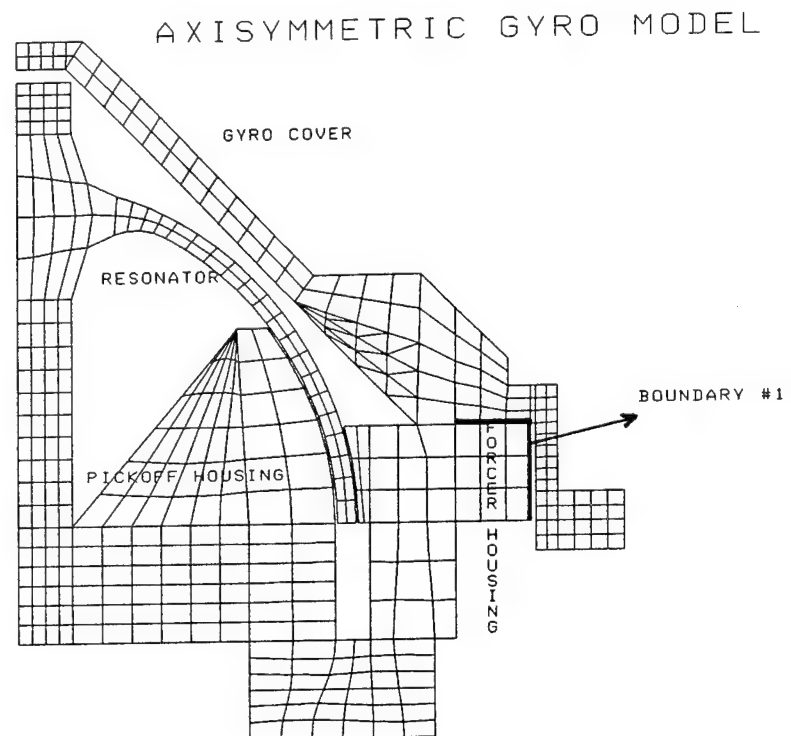 AXISYMMETRIC GYRO MODEL
GYRO COVER
RESONATOR
BOUNDARY #1
PICKOFF HOUSING
FORCER HOUSING